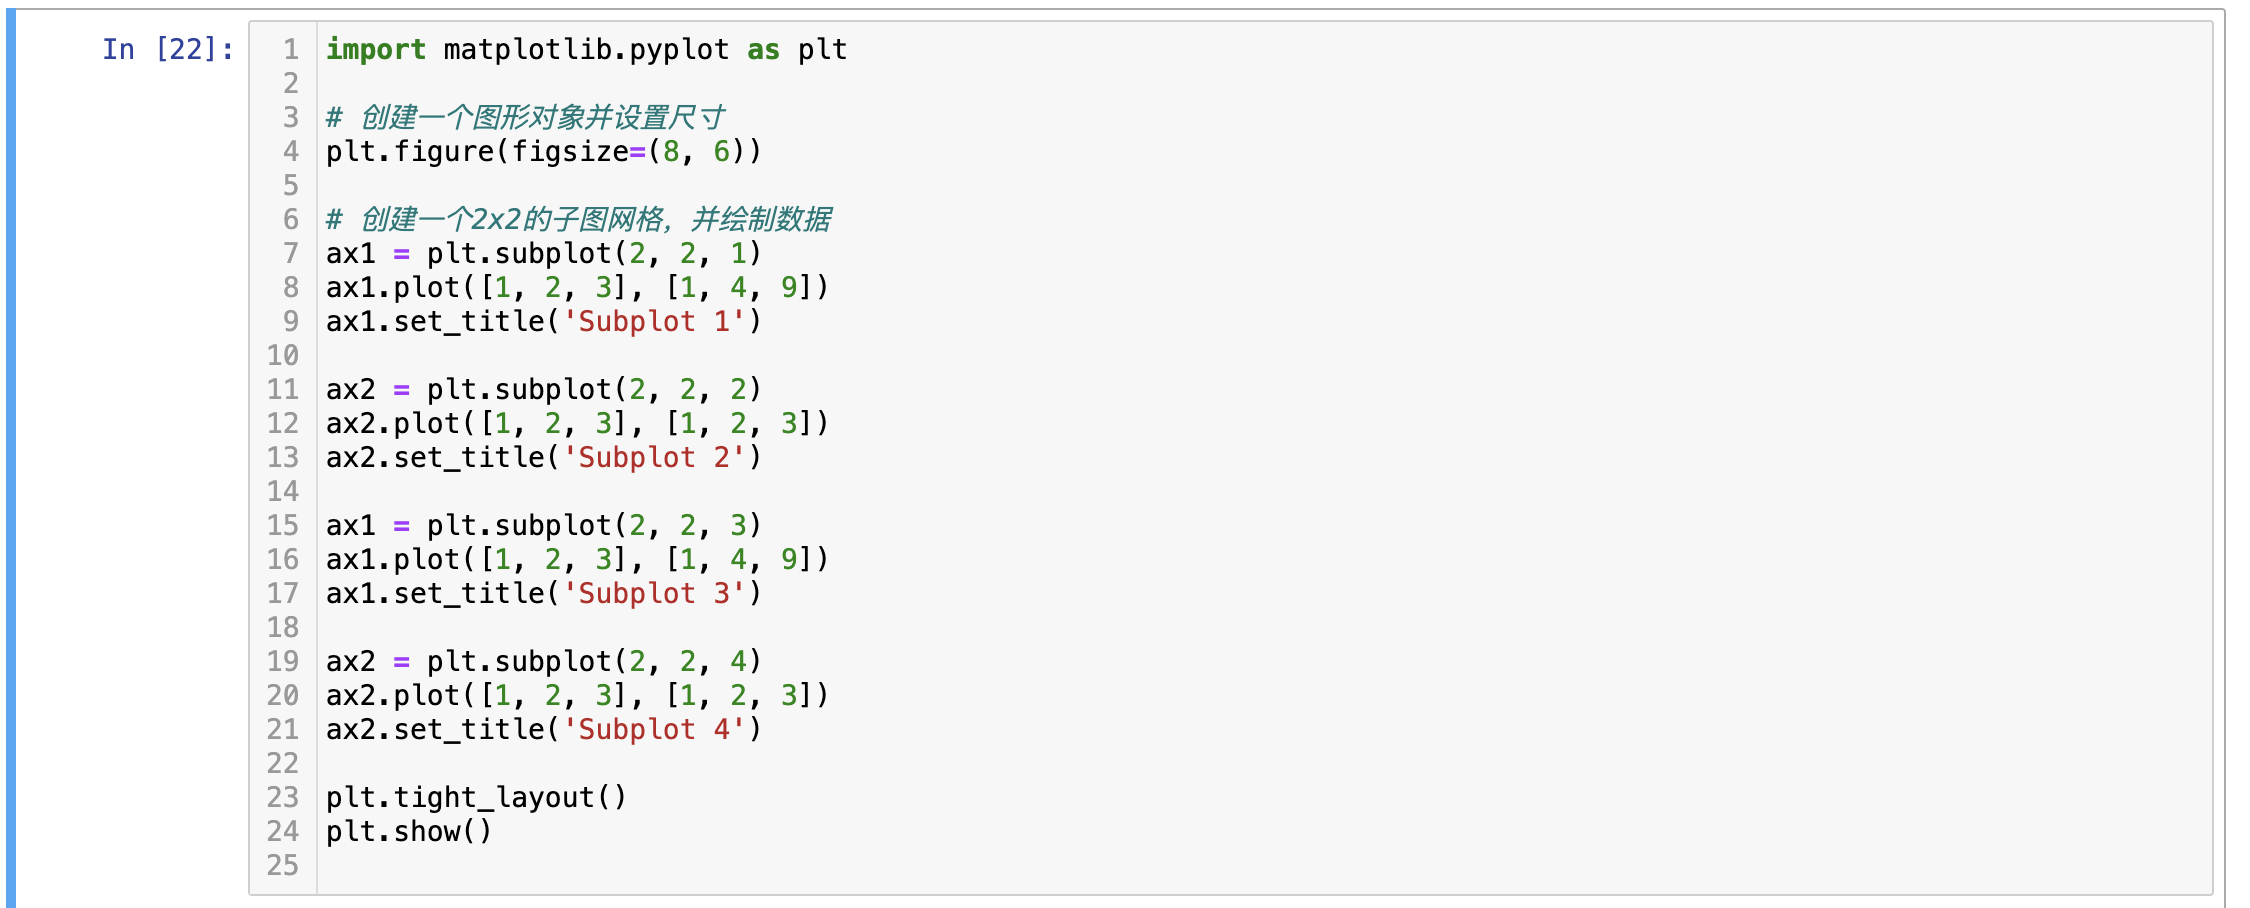 In [22]:
1 import matplotlib.pyplot as plt
2
3 # 创建一个图形对象并设置尺寸
4 plt.figure(figsize=(8, 6))
5
6 # 创建一个2x2的子图网格，并绘制数据
7 ax1 = plt.subplot(2, 2, 1)
8 ax1.plot([1, 2, 3], [1, 4, 9])
9 ax1.set_title('Subplot 1')
10
11 ax2 = plt.subplot(2, 2, 2)
12 ax2.plot([1, 2, 3], [1, 2, 3])
13 ax2.set_title('Subplot 2')
14
15 ax1 = plt.subplot(2, 2, 3)
16 ax1.plot([1, 2, 3], [1, 4, 9])
17 ax1.set_title('Subplot 3')
18
19 ax2 = plt.subplot(2, 2, 4)
20 ax2.plot([1, 2, 3], [1, 2, 3])
21 ax2.set_title('Subplot 4')
22
23 plt.tight_layout()
24 plt.show()
25